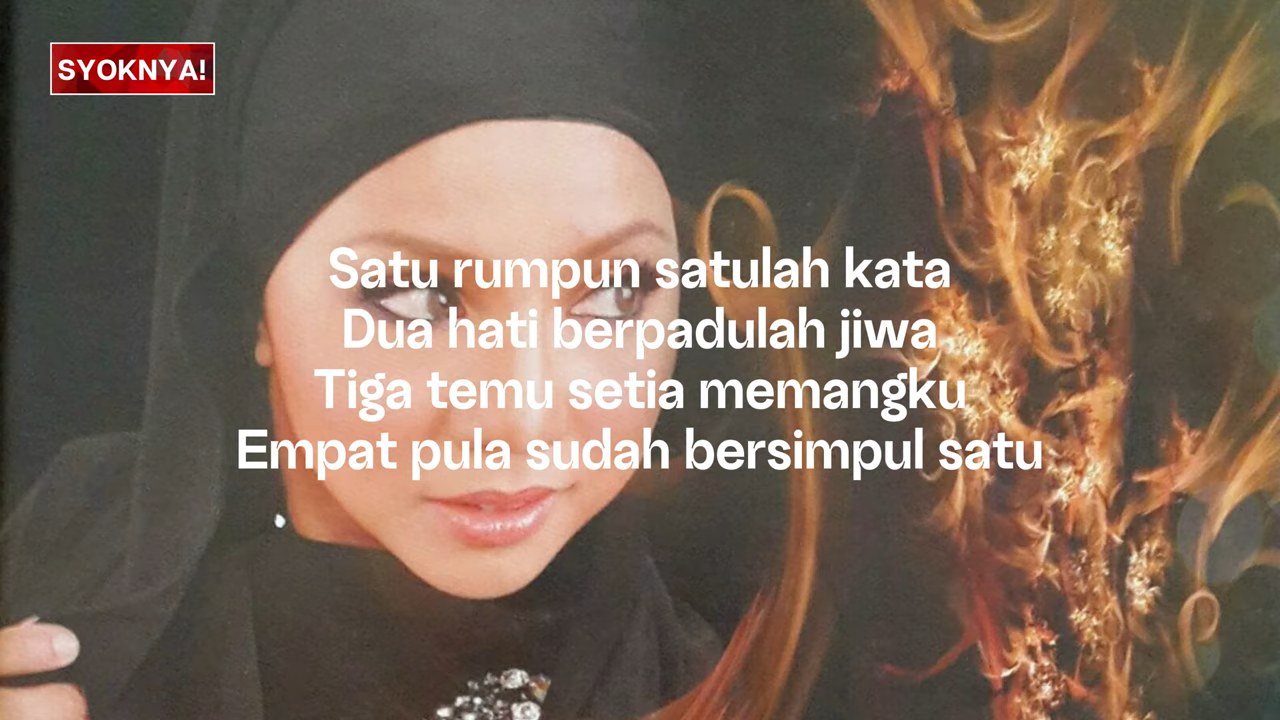 SYOKNYA!
Satu rumpun satulah kata
Dua hati berpadulah jiwa
Tiga temu setia memangku
Empat pula sudah bersimpul satu